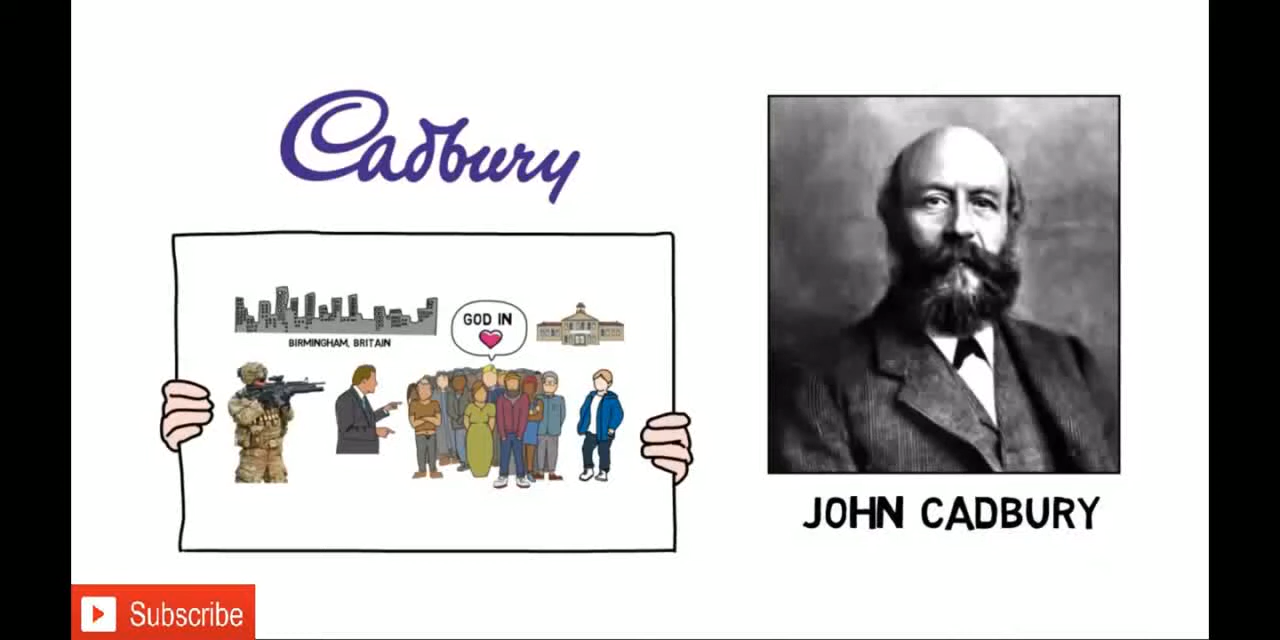 Cadbury
GOD IN
BIRMINGHAM, BRITAIN
JOHN CADBURY
Subscribe